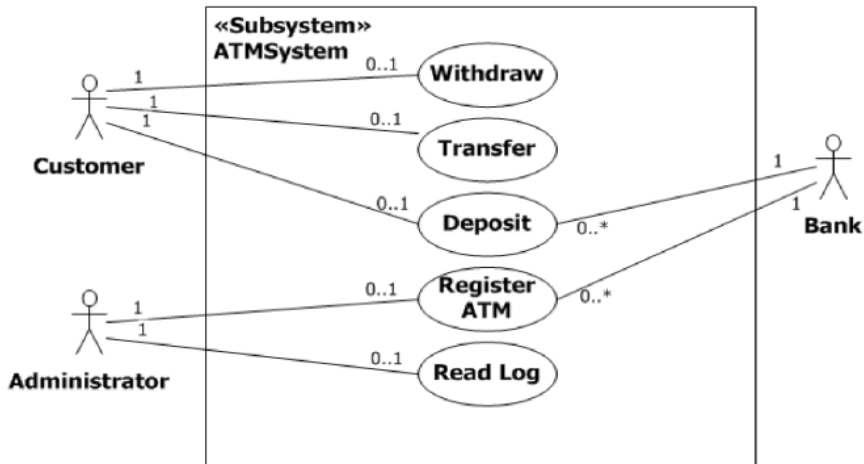 «Subsystem»
ATMSystem
1
0..1
Withdraw
1
0..1
Transfer
1
0..1
Deposit
Customer
1
0..*
Bank
1
0..1
Register
ATM
1
0..*
1
0..1
Read Log
Administrator